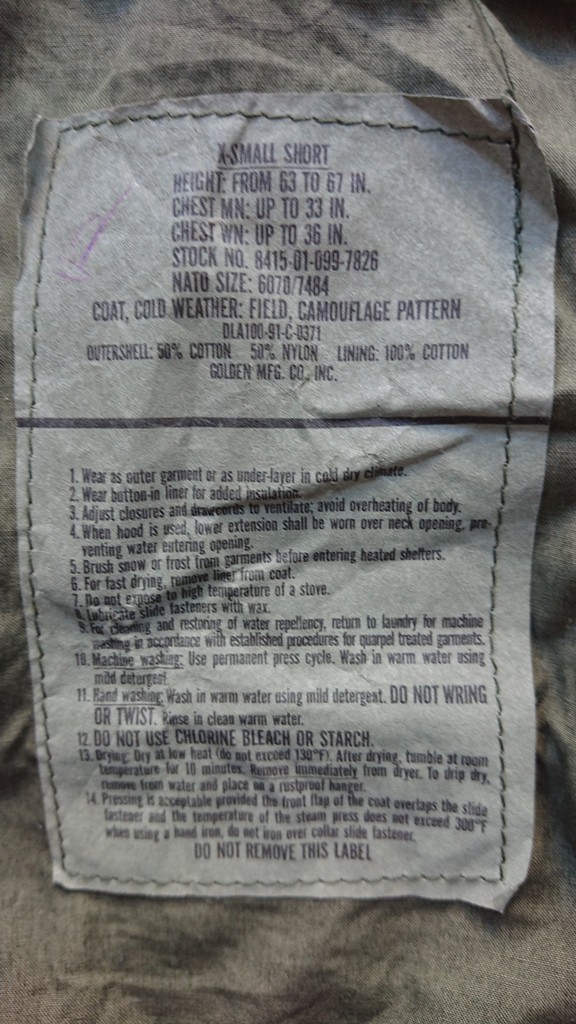 X-SMALL SHORT
HEIGHT: FROM 63 TO 67 IN.
CHEST MN: UP TO 33 IN.
CHEST WN: UP TO 36 IN.
STOCK NO. 8415-01-099-7826
NATO SIZE: 6070/7484
COAT, COLD WEATHER: FIELD, CAMOUFLAGE PATTERN
DLA100-91-C-0371
OUTERSHELL: 50% COTTON 50% NYLON LINING: 100% COTTON
GOLDEN MFG. CO., INC.
1. Wear as outer garment or as under-layer in cold dry climate.
2. Wear button-in liner for added insulation.
3. Adjust closures and drawcords to ventilate; avoid overheating of body.
4. When hood is used, lower extension shall be worn over neck opening, pre-
venting water entering opening.
5. Brush snow or frost from garments before entering heated shelters.
6. For fast drying, remove liner from coat.
7. Do not expose to high temperature of a stove.
8. Lubricate slide fasteners with wax.
9. For cleaning and restoring of water repellency, return to laundry for machine
washing in accordance with established procedures for quarpel treated garments.
10. Machine washing: Use permanent press cycle. Wash in warm water using
mild detergent.
11. Hand washing: Wash in warm water using mild detergent. DO NOT WRING
OR TWIST. Rinse in clean warm water.
12. DO NOT USE CHLORINE BLEACH OR STARCH.
13. Drying: Dry at low heat (do not exceed 130°F). After drying, tumble at room
temperature for 10 minutes. Remove immediately from dryer. To drip dry,
remove from water and place on a rustproof hanger.
14. Pressing is acceptable provided the front flap of the coat overlaps the slide
fastener and the temperature of the steam press does not exceed 300°F
when using a hand iron, do not iron over collar slide fastener.
DO NOT REMOVE THIS LABEL